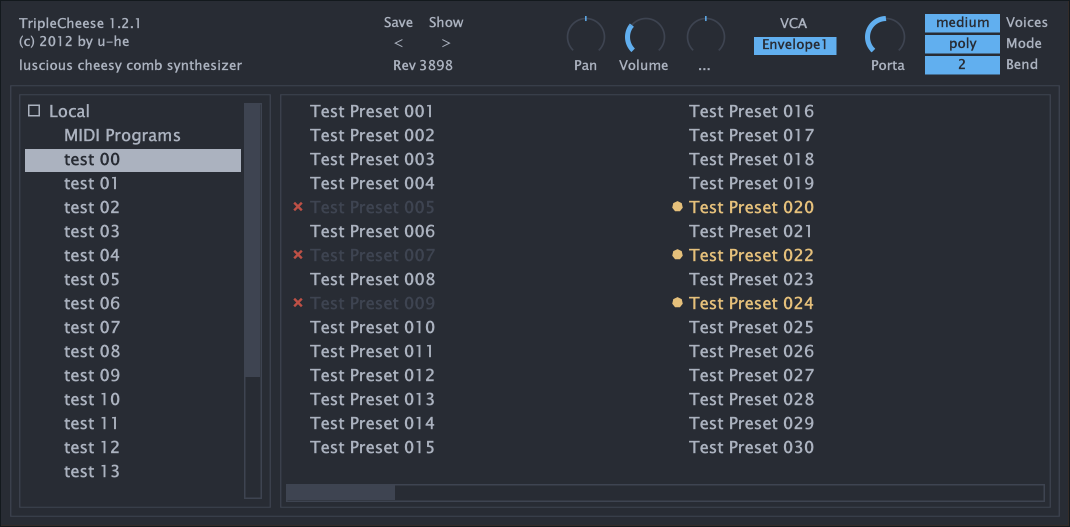 TripleCheese 1.2.1
(c) 2012 by u-he
luscious cheesy comb synthesizer
Save Show
< >
Rev 3898
Pan
Volume
...
VCA
Envelope1
Porta
medium Voices
poly Mode
2 Bend
Local
MIDI Programs
test 00
test 01
test 02
test 03
test 04
test 05
test 06
test 07
test 08
test 09
test 10
test 11
test 12
test 13
Test Preset 001
Test Preset 002
Test Preset 003
Test Preset 004
Test Preset 005
Test Preset 006
Test Preset 007
Test Preset 008
Test Preset 009
Test Preset 010
Test Preset 011
Test Preset 012
Test Preset 013
Test Preset 014
Test Preset 015
Test Preset 016
Test Preset 017
Test Preset 018
Test Preset 019
Test Preset 020
Test Preset 021
Test Preset 022
Test Preset 023
Test Preset 024
Test Preset 025
Test Preset 026
Test Preset 027
Test Preset 028
Test Preset 029
Test Preset 030